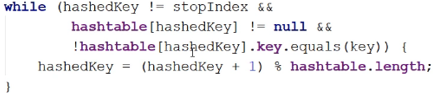 while (hashedKey != stopIndex &&
hashtable[hashedKey] != null &&
!hashtable[hashedKey].key.equals(key)) {
hashedKey = (hashedKey + 1) % hashtable.length;
}